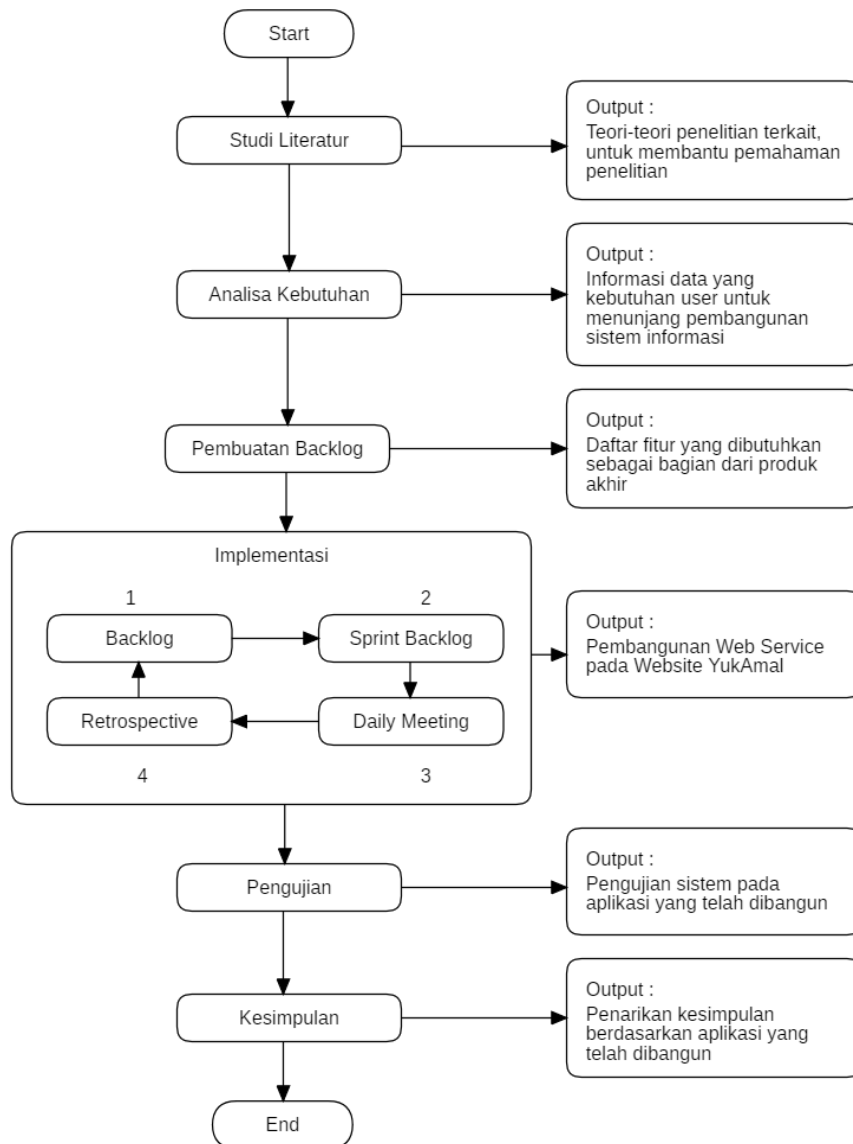 Start
Studi Literatur
Output :
Teori-teori penelitian terkait,
untuk membantu pemahaman
penelitian
Analisa Kebutuhan
Output :
Informasi data yang
kebutuhan user untuk
menunjang pembangunan
sistem informasi
Pembuatan Backlog
Output :
Daftar fitur yang dibutuhkan
sebagai bagian dari produk
akhir
Implementasi
1
2
Backlog
Sprint Backlog
Retrospective
Daily Meeting
4
3
Output :
Pembangunan Web Service
pada Website YukAmal
Pengujian
Output :
Pengujian sistem pada
aplikasi yang telah dibangun
Kesimpulan
Output :
Penarikan kesimpulan
berdasarkan aplikasi yang
telah dibangun
End